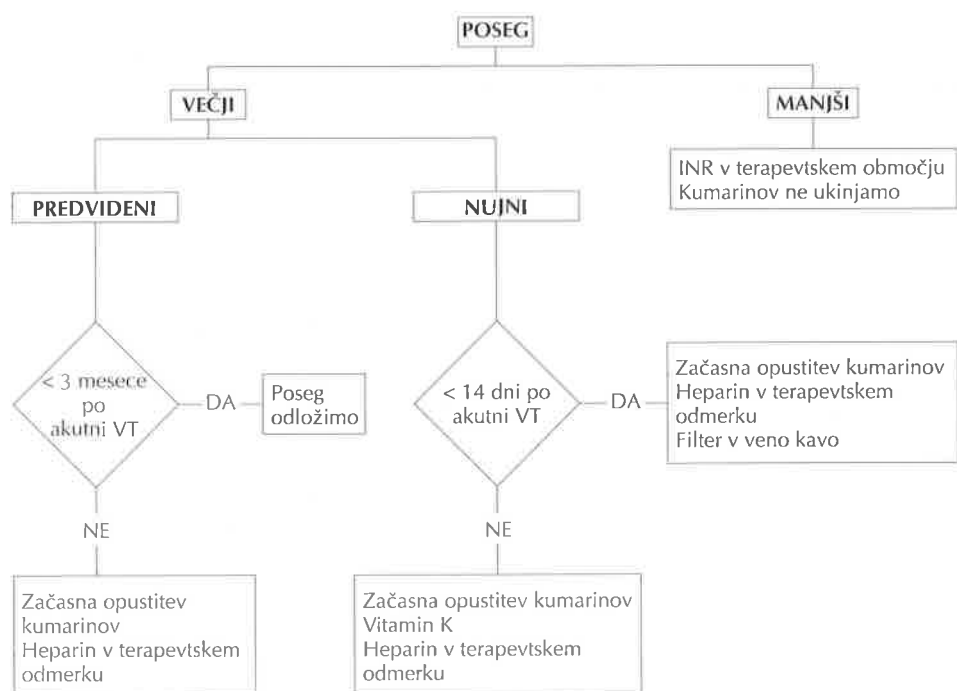 POSEG
VEČJI
MANJŠI
INR v terapevtskem območju
Kumarinov ne ukinjamo
PREDVIDENI
NUJNI
< 3 mesece
po
akutni VT
DA
Poseg
odložimo
< 14 dni po
akutni VT
DA
Začasna opustitev kumarinov
Heparin v terapevtskem
odmerku
Filter v veno kavo
NE
NE
Začasna opustitev
kumarinov
Heparin v terapevtskem
odmerku
Začasna opustitev kumarinov
Vitamin K
Heparin v terapevtskem
odmerku